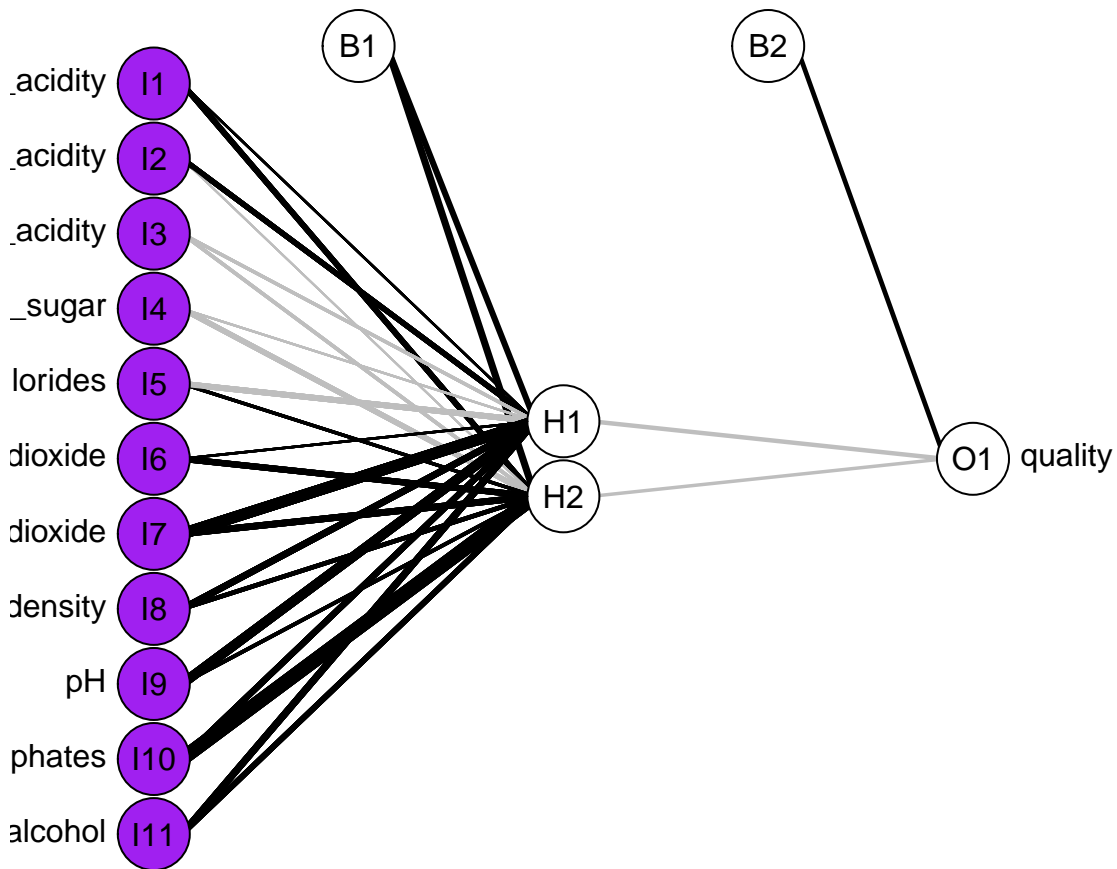 B1
B2
_acidity I1
_acidity I2
_acidity I3
_sugar I4
lorides I5
dioxide I6
dioxide I7
density I8
pH I9
phates I10
alcohol I11
H1
H2
O1 quality